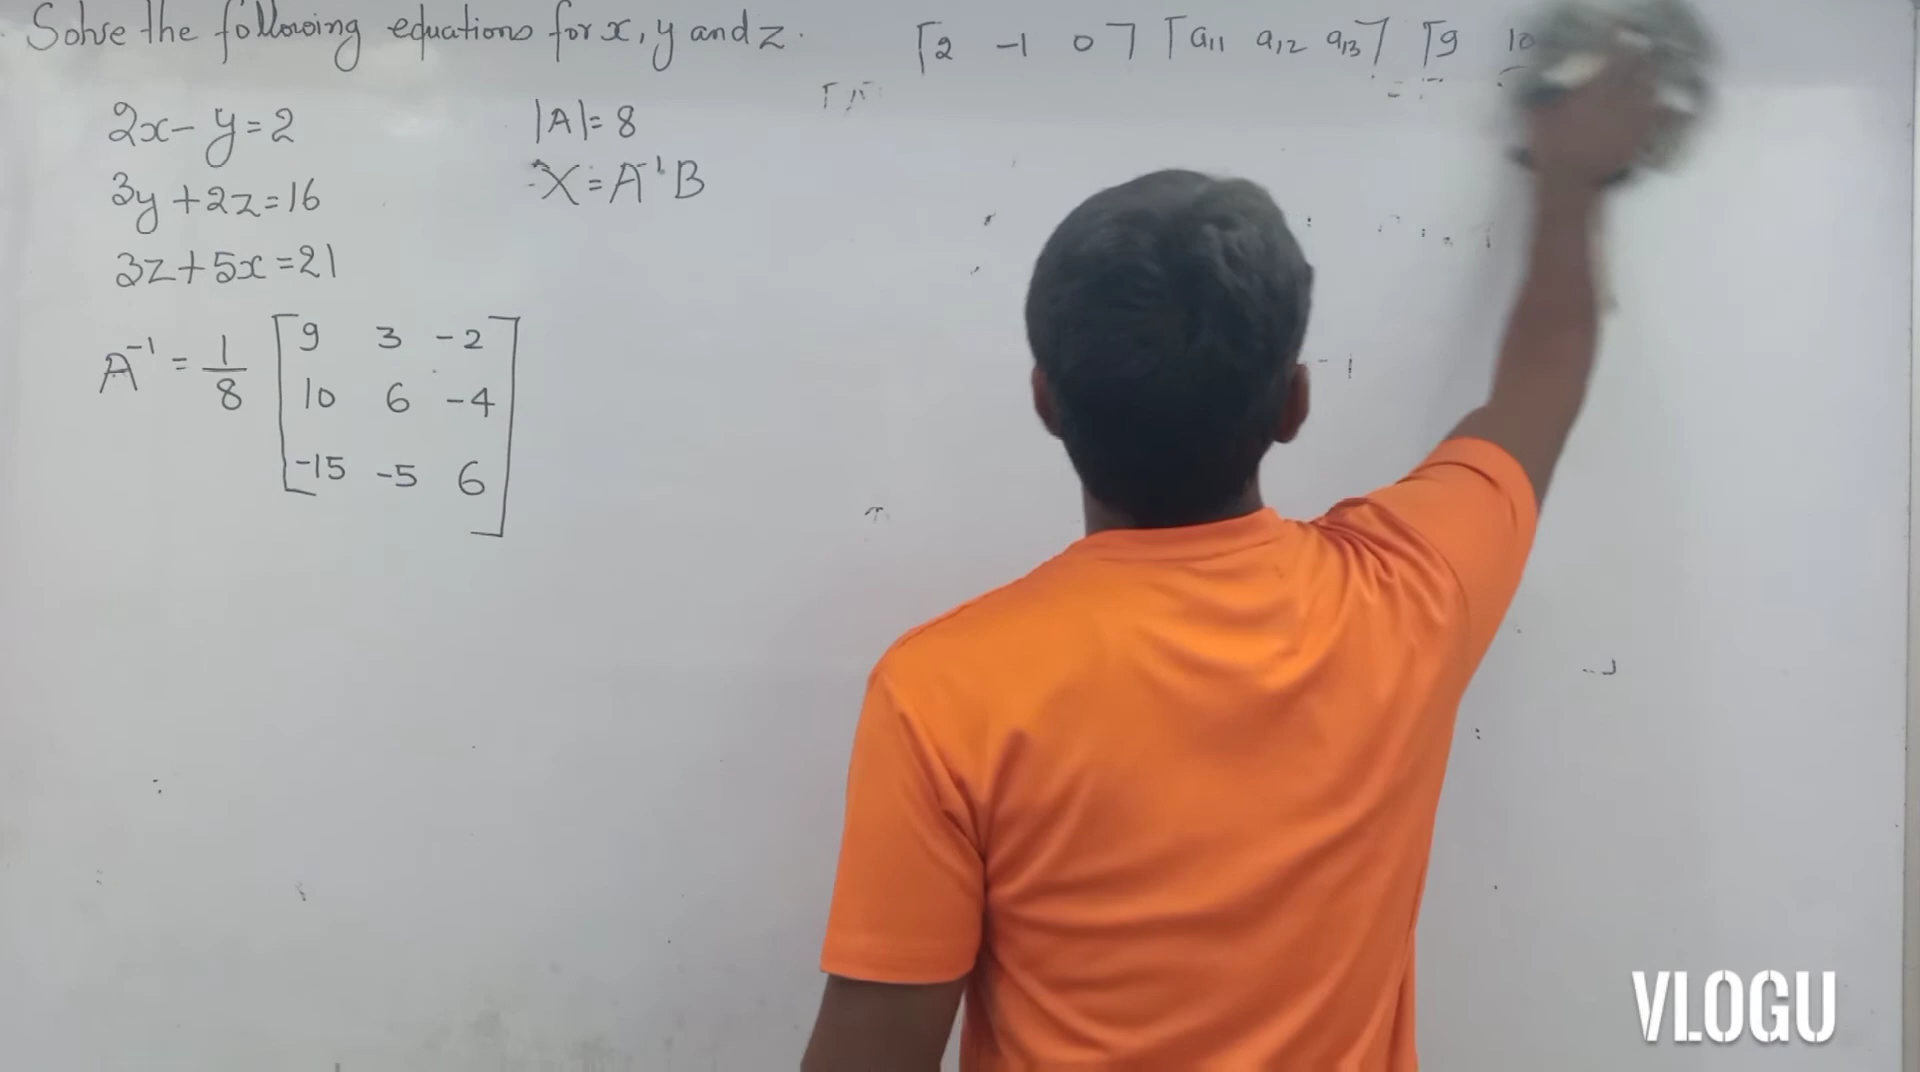 Solve the following equations for x, y and z.
2x - y = 2
3y + 2z = 16
3z + 5x = 21
A⁻¹ = 1/8 [9 3 -2
10 6 -4
-15 -5 6]
|A| = 8
X = A⁻¹B
[2 -1 0] [a₁₁ a₁₂ a₁₃] [9 10
VLOGU